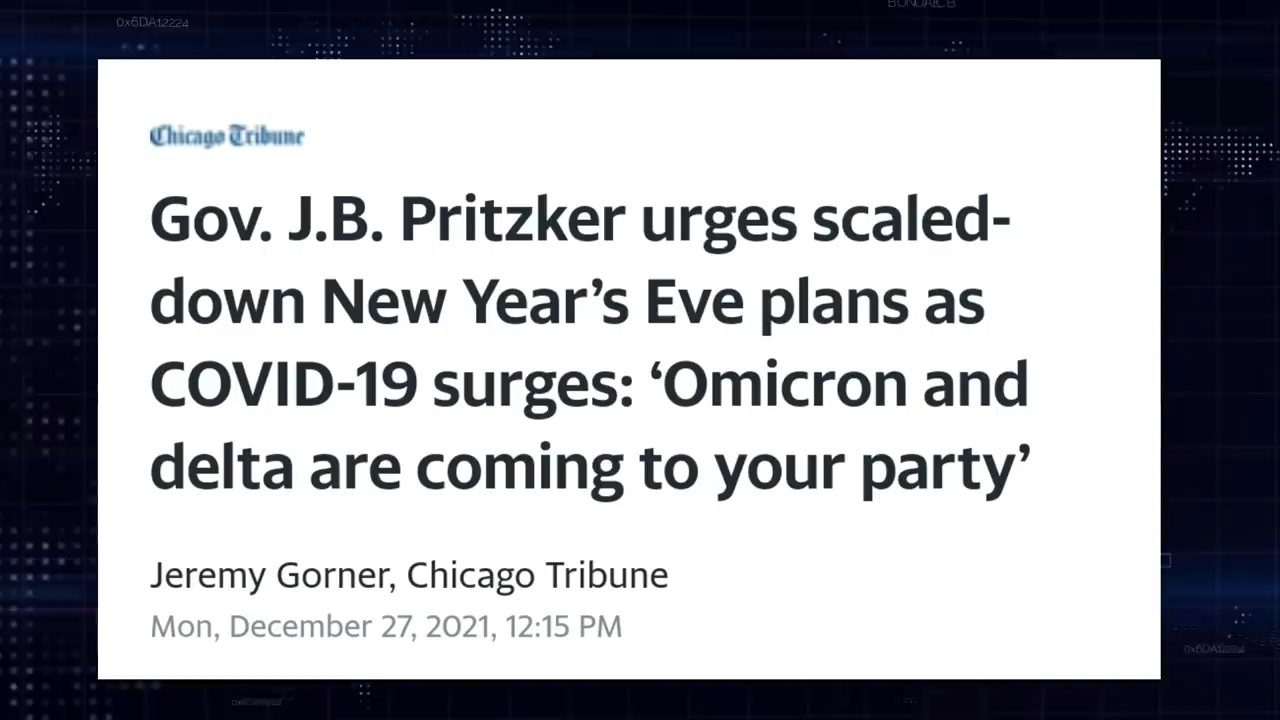 0x6DA12224
Chicago Tribune
Gov. J.B. Pritzker urges scaled-
down New Year’s Eve plans as
COVID-19 surges: ‘Omicron and
delta are coming to your party’
Jeremy Gorner, Chicago Tribune
Mon, December 27, 2021, 12:15 PM